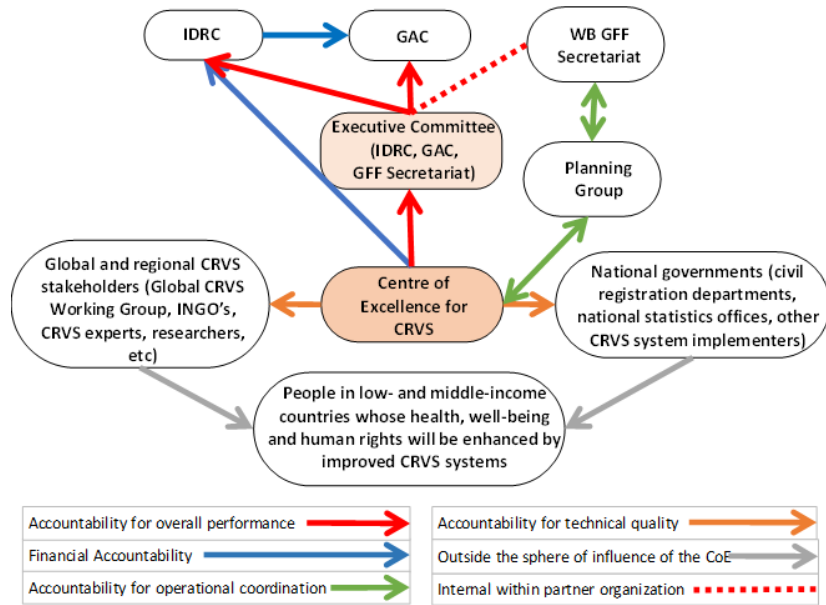 IDRC
GAC
WB GFF
Secretariat
Executive Committee
(IDRC, GAC,
GFF Secretariat)
Planning
Group
Global and regional CRVS
stakeholders (Global CRVS
Working Group, INGO's,
CRVS experts, researchers,
etc)
Centre of
Excellence for
CRVS
National governments (civil
registration departments,
national statistics offices, other
CRVS system implementers)
People in low- and middle-income
countries whose health, well-being
and human rights will be enhanced by
improved CRVS systems
Accountability for overall performance
Financial Accountability
Accountability for operational coordination
Accountability for technical quality
Outside the sphere of influence of the CoE
Internal within partner organization